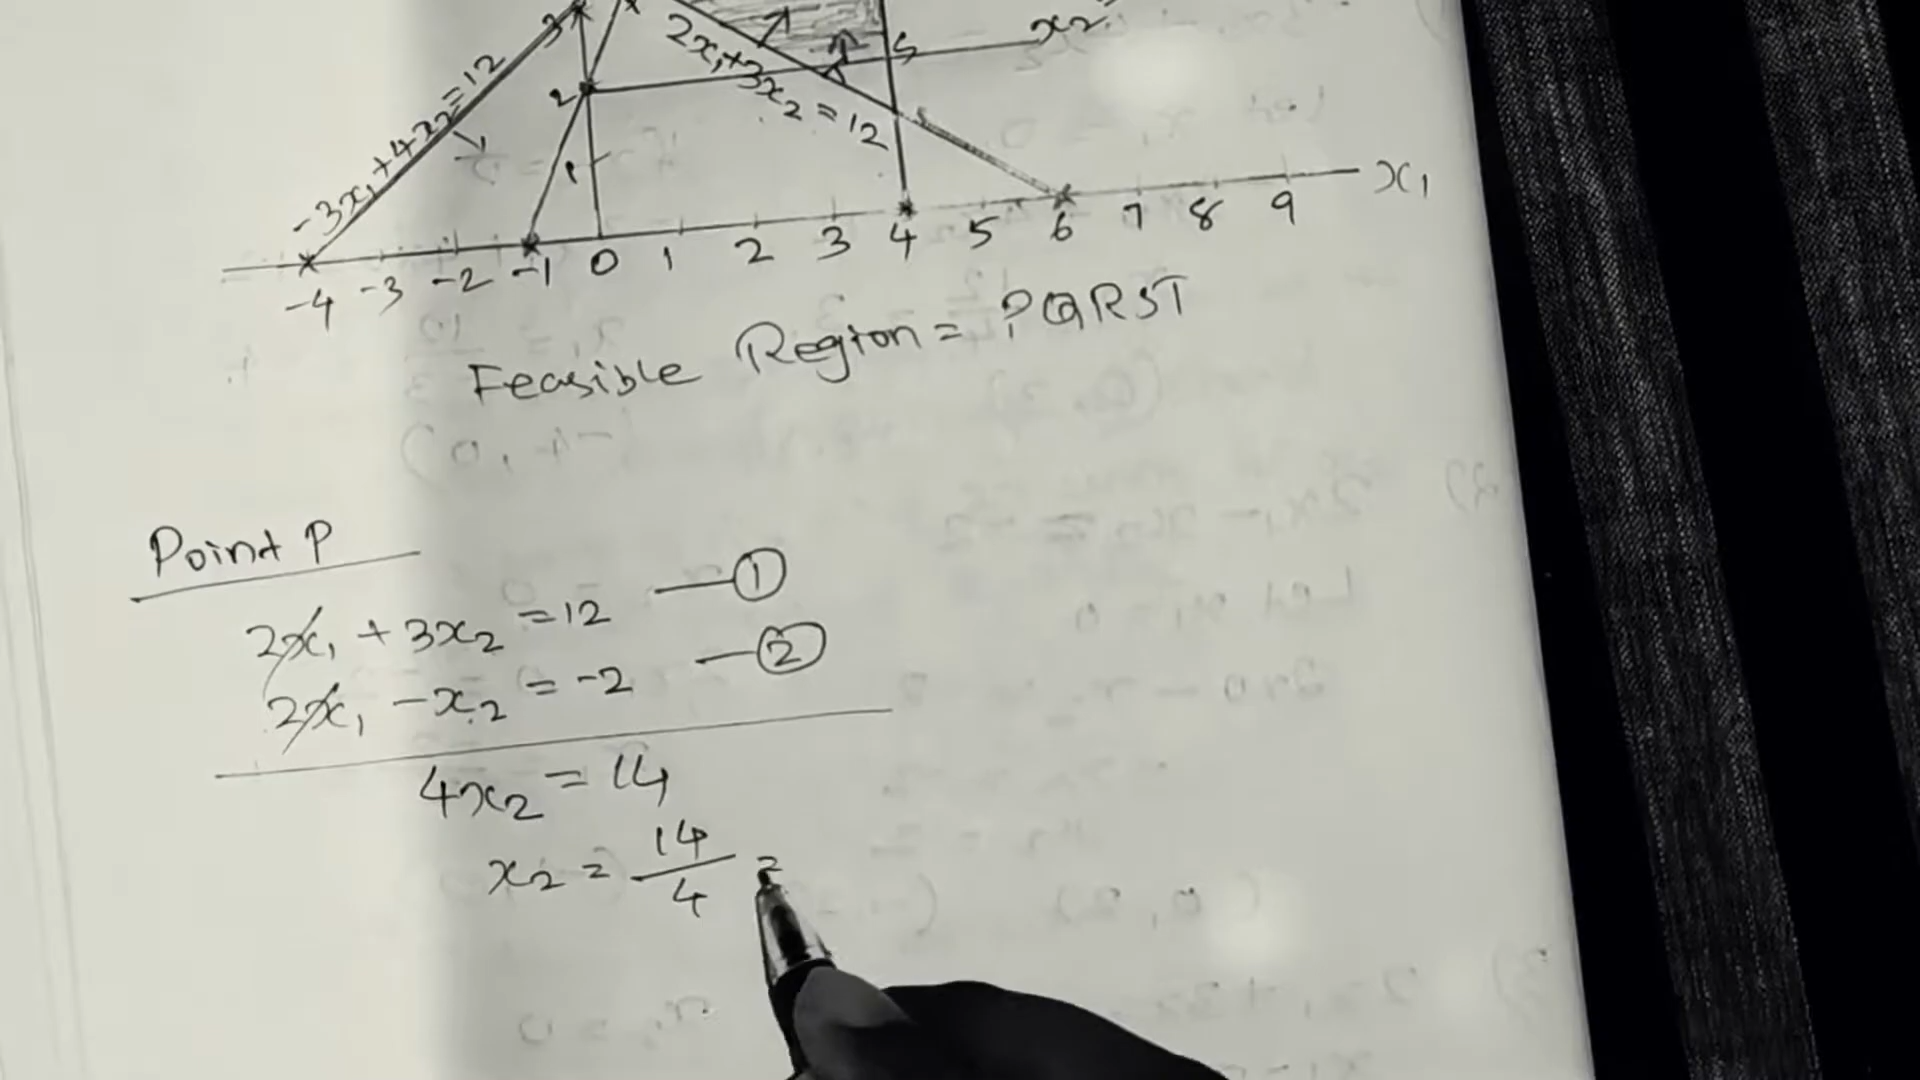 3
x₂
2x₁+3x₂=12
-3x₁+4x₂=12
2
S
1
x₁
-4 -3 -2 -1 0 1 2 3 4 5 6 7 8 9
Feasible Region = PQRST
Point P
2x₁ + 3x₂ = 12 — ①
2x₁ - x₂ = -2 — ②
4x₂ = 14
x₂ = 14/4 =